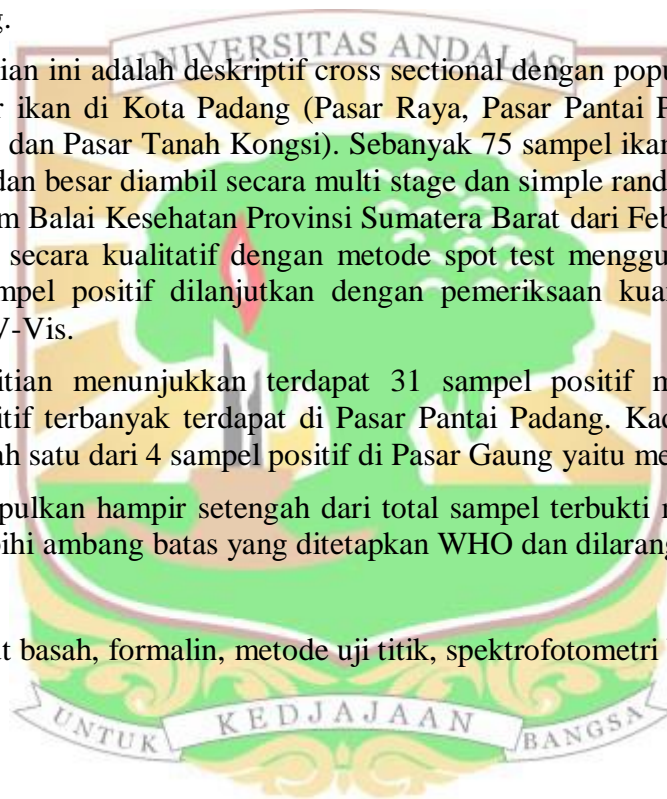 g.
UNIVERSITAS ANDALAS
ian ini adalah deskriptif cross sectional dengan popu
r ikan di Kota Padang (Pasar Raya, Pasar Pantai P
dan Pasar Tanah Kongsi). Sebanyak 75 sampel ikan
dan besar diambil secara multi stage dan simple rand
m Balai Kesehatan Provinsi Sumatera Barat dari Feb
secara kualitatif dengan metode spot test menggu
mpel positif dilanjutkan dengan pemeriksaan kuan
V-Vis.
itian menunjukkan terdapat 31 sampel positif m
itif terbanyak terdapat di Pasar Pantai Padang. Kad
ah satu dari 4 sampel positif di Pasar Gaung yaitu me
pulkan hampir setengah dari total sampel terbukti m
bihi ambang batas yang ditetapkan WHO dan dilarang
ut basah, formalin, metode uji titik, spektrofotometri
UNTUK KEDJAJAAN BANGSA